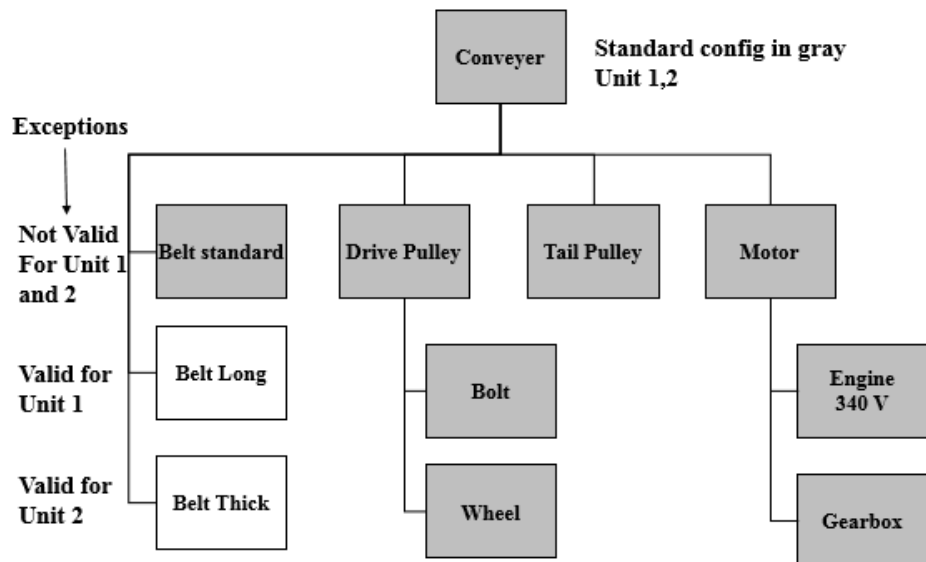 Conveyer
Standard config in gray
Unit 1,2
Exceptions
Not Valid
For Unit 1
and 2
Belt standard
Drive Pulley
Tail Pulley
Motor
Valid for
Unit 1
Belt Long
Bolt
Engine
340 V
Valid for
Unit 2
Belt Thick
Wheel
Gearbox